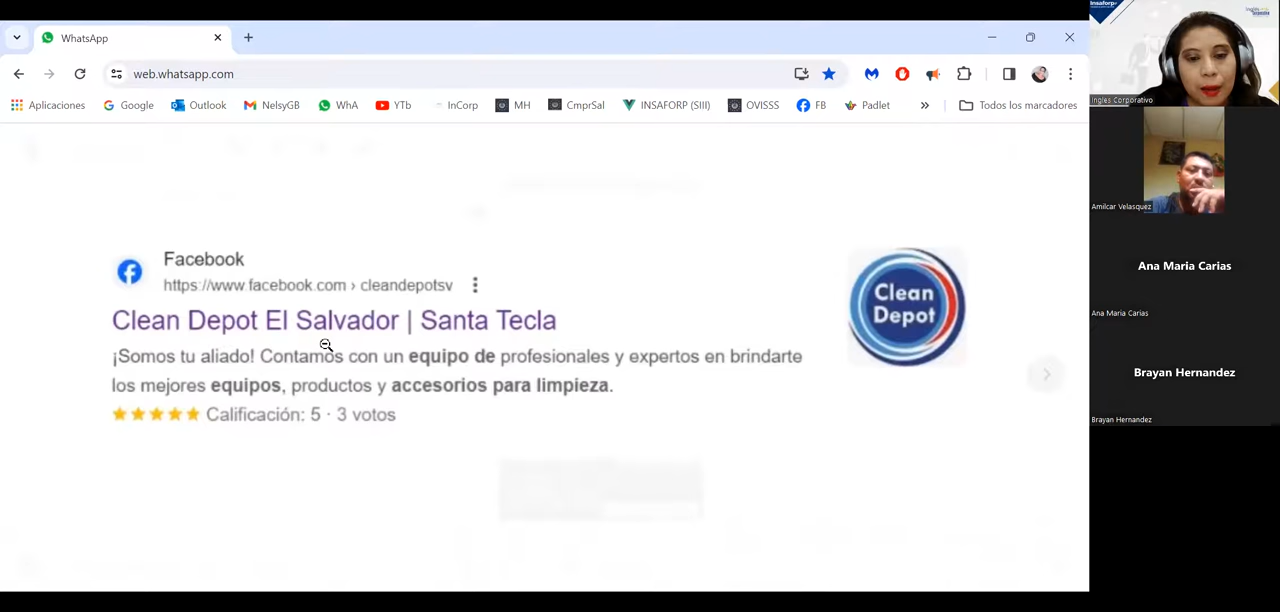 WhatsApp
web.whatsapp.com
Aplicaciones
Google
Outlook
NelsyGB
WhA
YTb
InCorp
MH
CmprSal
INSAFORP (SIII)
OVISSS
FB
Padlet
»
Todos los marcadores
Facebook
https://www.facebook.com › cleandepotsv
Clean Depot El Salvador | Santa Tecla
¡Somos tu aliado! Contamos con un equipo de profesionales y expertos en brindarte
los mejores equipos, productos y accesorios para limpieza.
Calificación: 5 · 3 votos
Clean
Depot
Insaforp
Ingles Corporativo
Amilcar Velasquez
Ana Maria Carias
Ana Maria Carias
Brayan Hernandez
Brayan Hernandez